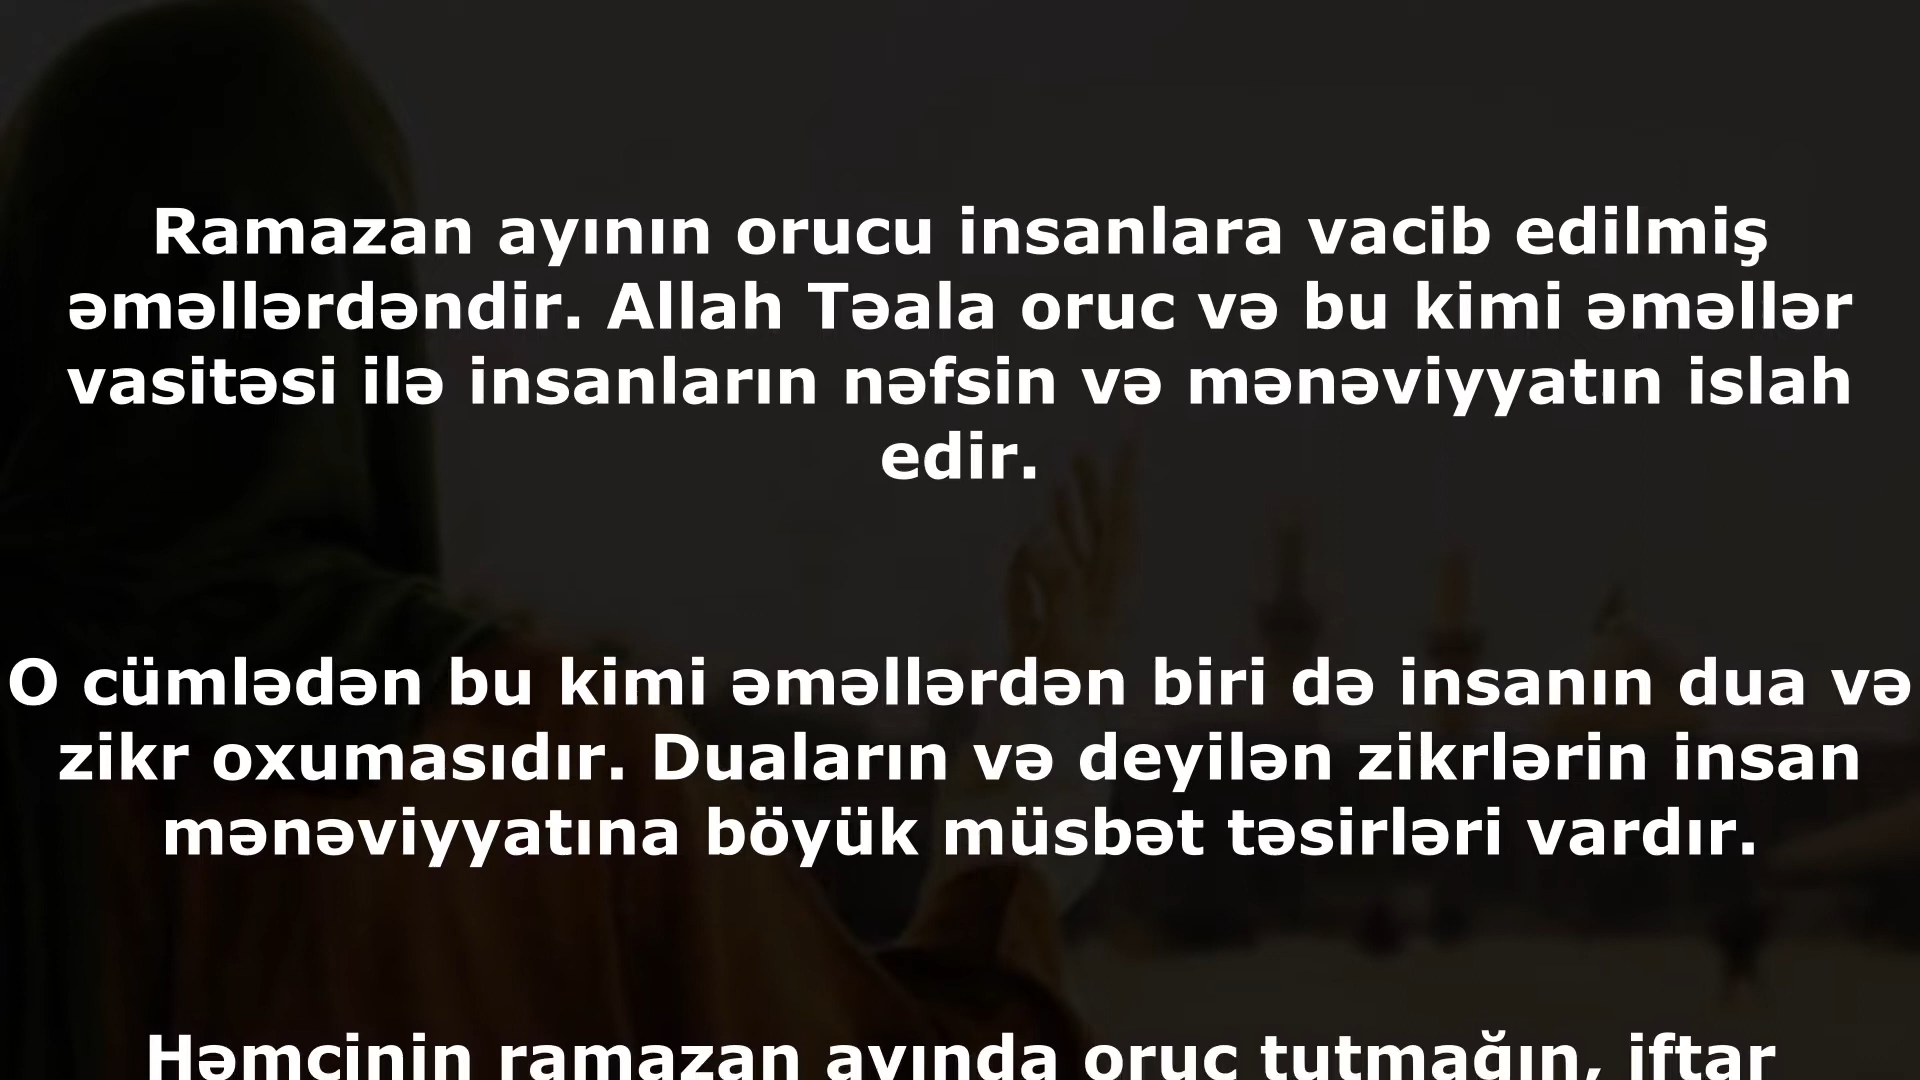 Ramazan ayının orucu insanlara vacib edilmiş
əməllərdəndir. Allah Təala oruc və bu kimi əməllər
vasitəsi ilə insanların nəfsin və mənəviyyatın islah
edir.
O cümlədən bu kimi əməllərdən biri də insanın dua və
zikr oxumasıdır. Duaların və deyilən zikrlərin insan
mənəviyyatına böyük müsbət təsirləri vardır.
Həmçinin ramazan ayında oruc tutmağın, iftar